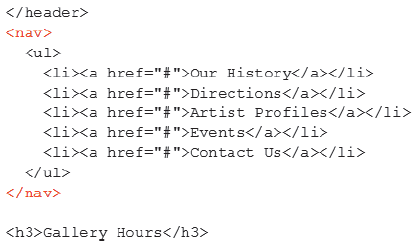 </header>
<nav>
<ul>
<li><a href="#">Our History</a></li>
<li><a href="#">Directions</a></li>
<li><a href="#">Artist Profiles</a></li>
<li><a href="#">Events</a></li>
<li><a href="#">Contact Us</a></li>
</ul>
</nav>
<h3>Gallery Hours</h3>